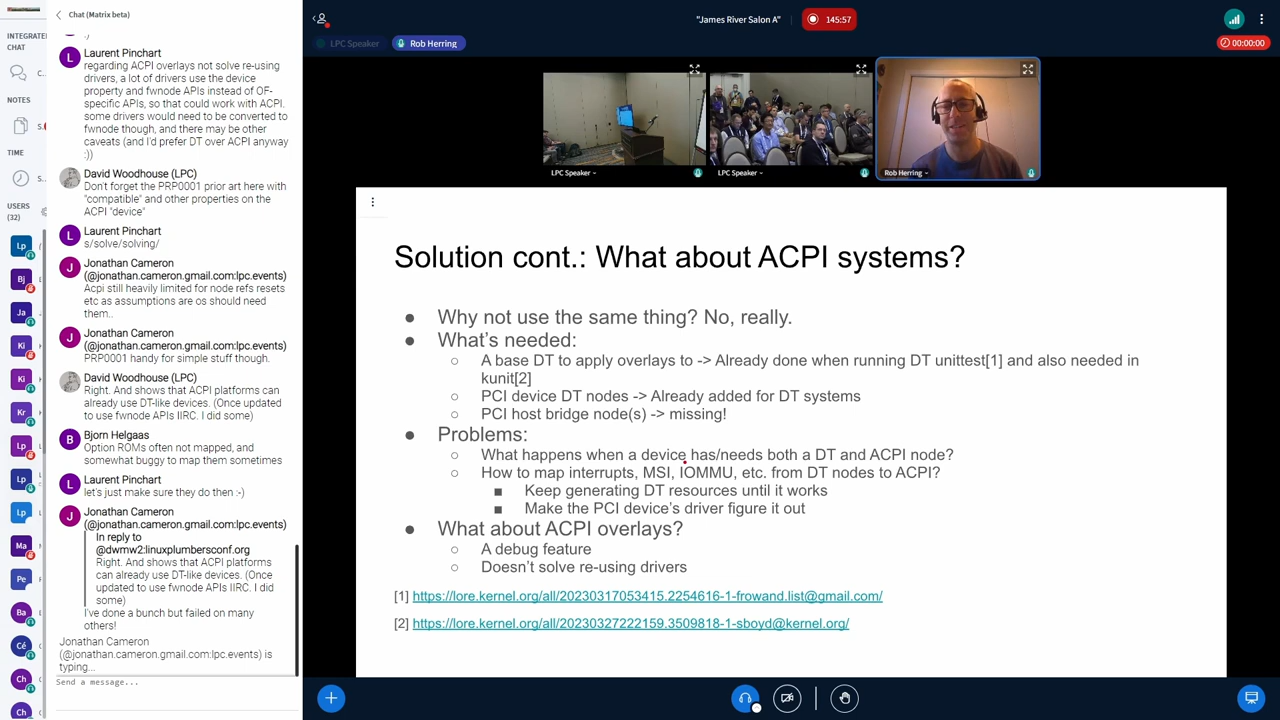 Chat (Matrix beta)
INTEGRATE
CHAT
C.
NOTES
S.
TIME
S.
USERS
(32)
Lp
Bj
Ja
Ki
Ki
Kr
Lp
Lp
Ma
Pe
Ba
Cé
Ch
Ch
:)
Laurent Pinchart
L
regarding ACPI overlays not solve re-using
drivers, a lot of drivers use the device
property and fwnode APIs instead of OF-
specific APIs, so that could work with ACPI.
some drivers would need to be converted to
fwnode though, and there may be other
caveats (and I'd prefer DT over ACPI anyway
:))
David Woodhouse (LPC)
Don't forget the PRP0001 prior art here with
"compatible" and other properties on the
ACPI "device"
Laurent Pinchart
L
s/solve/solving/
Jonathan Cameron
J
(@jonathan.cameron.gmail.com:lpc.events)
Acpi still heavily limited for node refs resets
etc as assumptions are os should need
them..
Jonathan Cameron
J
(@jonathan.cameron.gmail.com:lpc.events)
PRP0001 handy for simple stuff though.
David Woodhouse (LPC)
Right. And shows that ACPI platforms can
already use DT-like devices. (Once updated
to use fwnode APIs IIRC. I did some)
Bjorn Helgaas
B
Option ROMs often not mapped, and
somewhat buggy to map them sometimes
Laurent Pinchart
L
let's just make sure they do then :-)
Jonathan Cameron
J
(@jonathan.cameron.gmail.com:lpc.events)
In reply to
@dwmw2:linuxplumbersconf.org
Right. And shows that ACPI platforms
can already use DT-like devices. (Once
updated to use fwnode APIs IIRC. I did
some)
I've done a bunch but failed on many
others!
Jonathan Cameron
(@jonathan.cameron.gmail.com:lpc.events) is
typing...
Send a message...
"James River Salon A"
145:57
LPC Speaker
Rob Herring
00:00:00
LPC Speaker
LPC Speaker
Rob Herring
Solution cont.: What about ACPI systems?
● Why not use the same thing? No, really.
● What's needed:
○ A base DT to apply overlays to -> Already done when running DT unittest[1] and also needed in
kunit[2]
○ PCI device DT nodes -> Already added for DT systems
○ PCI host bridge node(s) -> missing!
● Problems:
○ What happens when a device has/needs both a DT and ACPI node?
○ How to map interrupts, MSI, IOMMU, etc. from DT nodes to ACPI?
■ Keep generating DT resources until it works
■ Make the PCI device's driver figure it out
● What about ACPI overlays?
○ A debug feature
○ Doesn't solve re-using drivers
[1] https://lore.kernel.org/all/20230317053415.2254616-1-frowand.list@gmail.com/
[2] https://lore.kernel.org/all/20230327222159.3509818-1-sboyd@kernel.org/